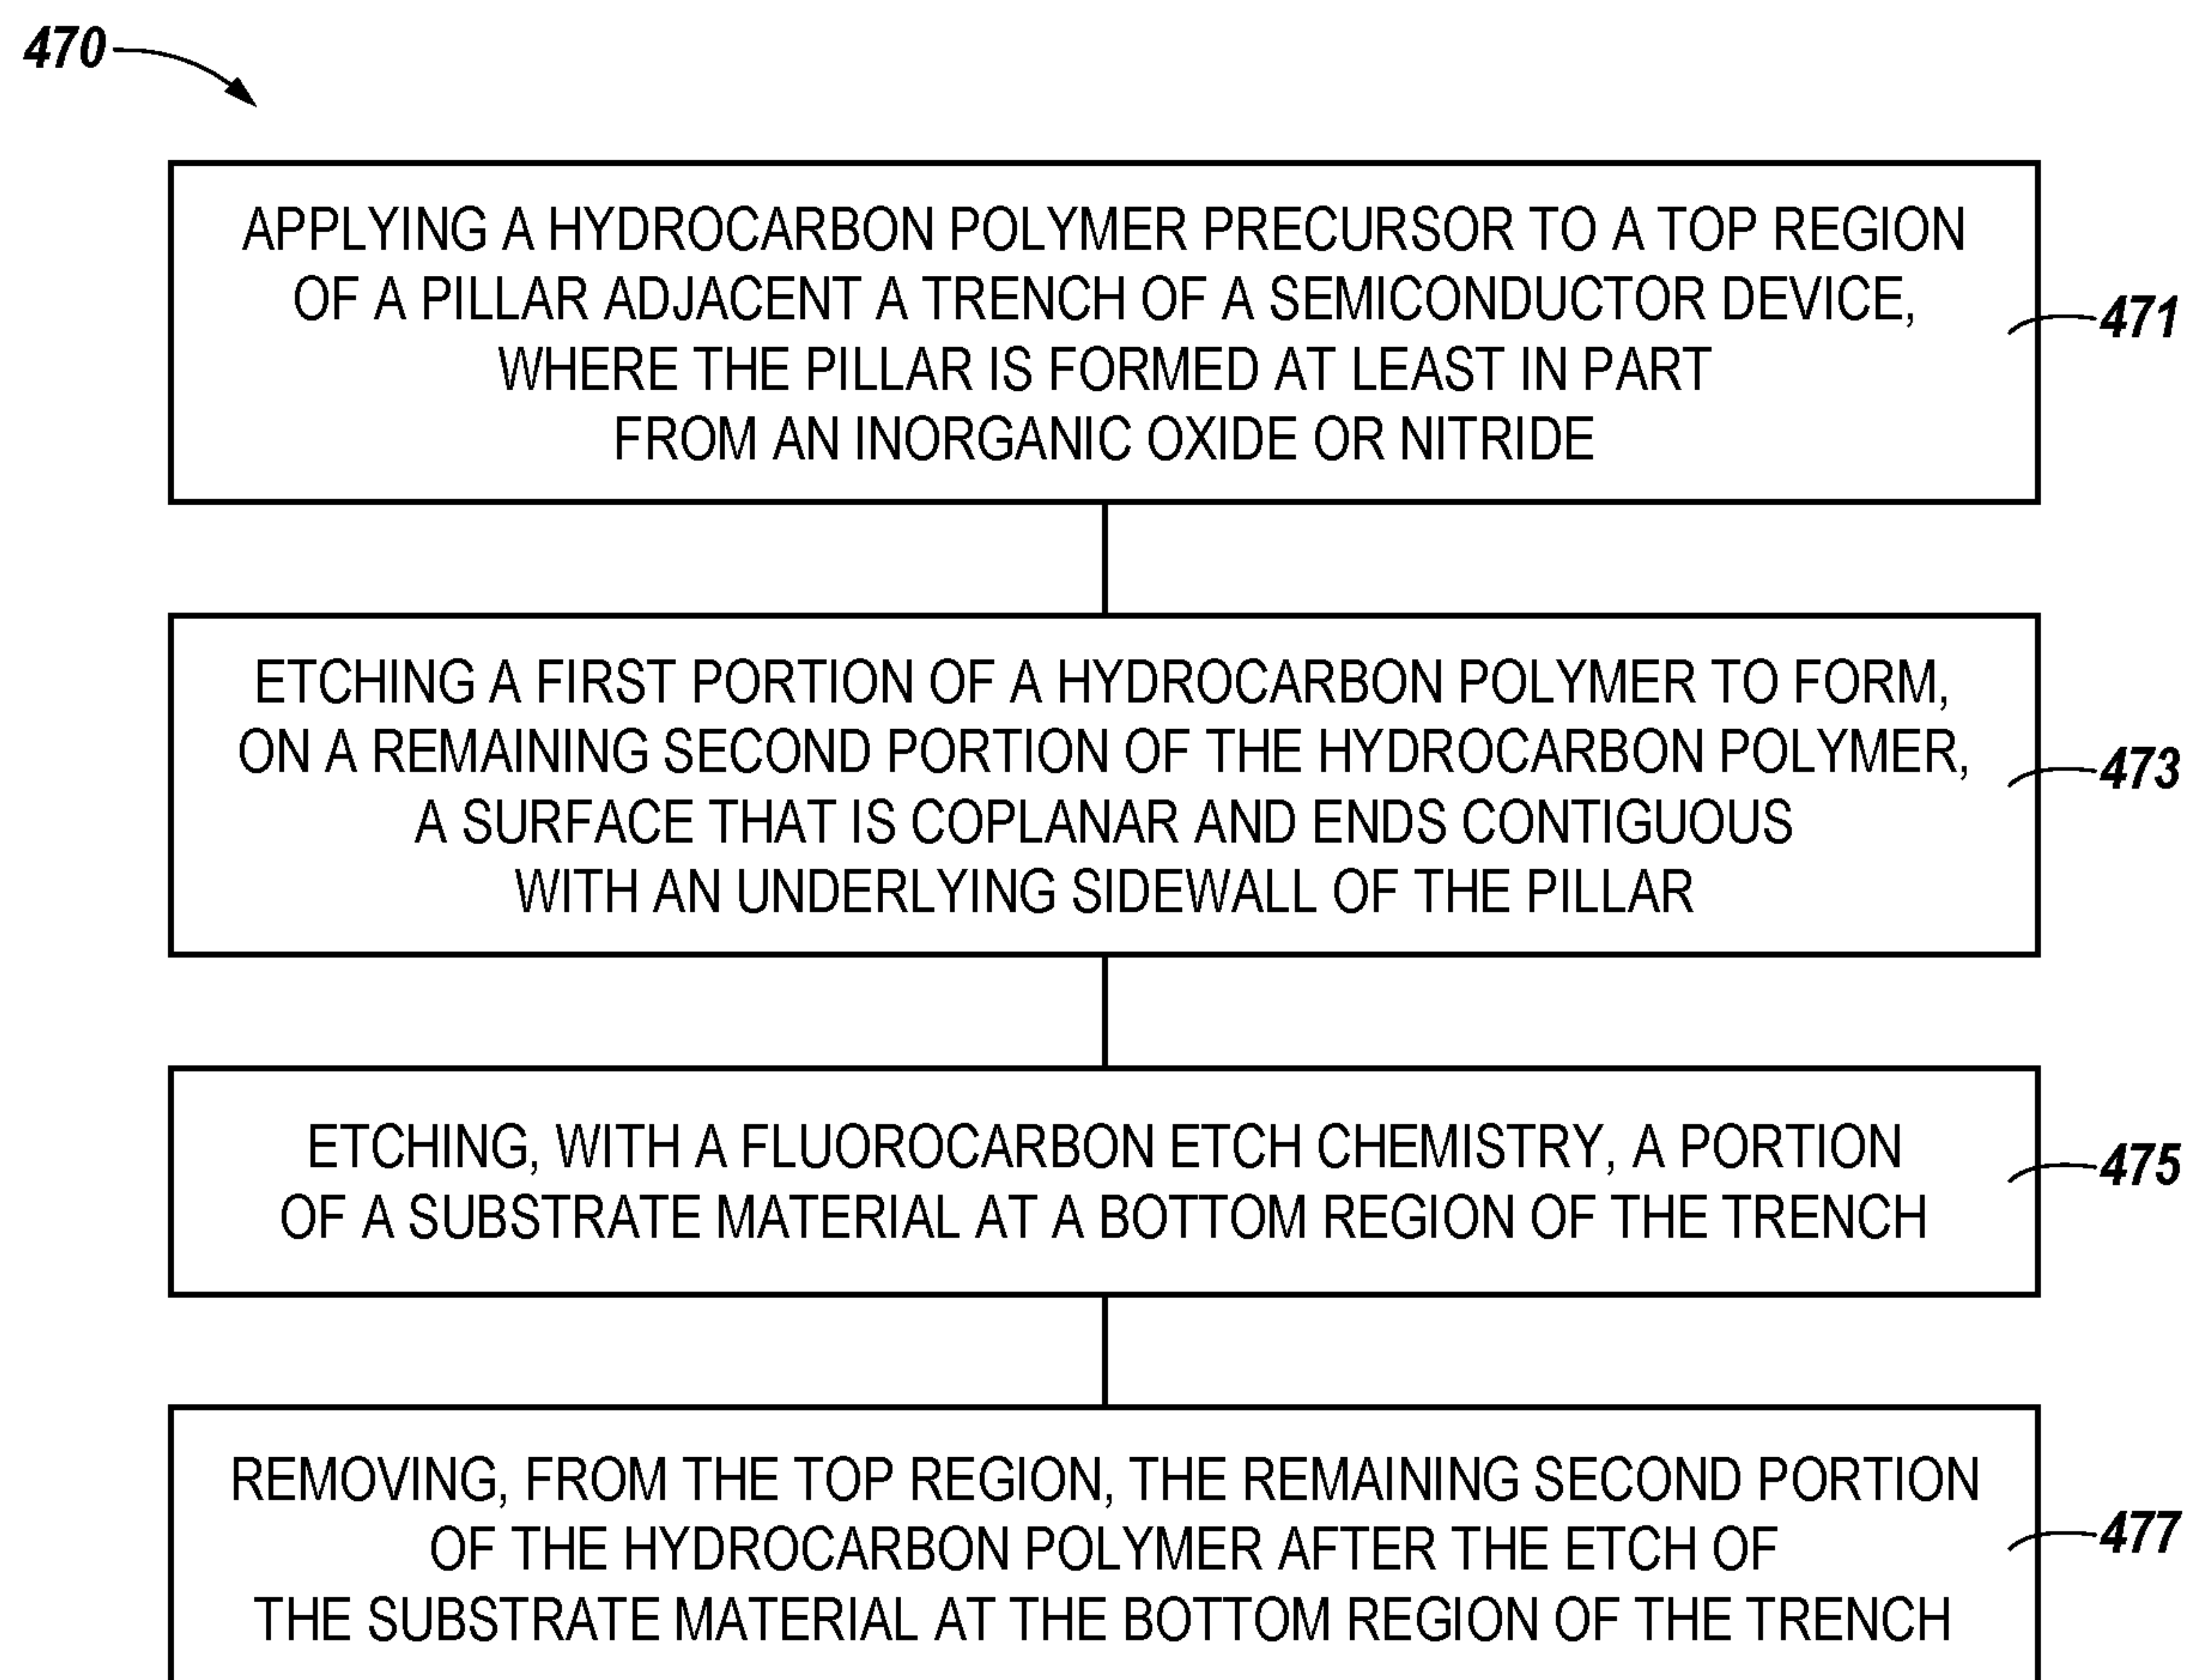 470
APPLYING A HYDROCARBON POLYMER PRECURSOR TO A TOP REGION
OF A PILLAR ADJACENT A TRENCH OF A SEMICONDUCTOR DEVICE,
WHERE THE PILLAR IS FORMED AT LEAST IN PART
FROM AN INORGANIC OXIDE OR NITRIDE
471
ETCHING A FIRST PORTION OF A HYDROCARBON POLYMER TO FORM,
ON A REMAINING SECOND PORTION OF THE HYDROCARBON POLYMER,
A SURFACE THAT IS COPLANAR AND ENDS CONTIGUOUS
WITH AN UNDERLYING SIDEWALL OF THE PILLAR
473
ETCHING, WITH A FLUOROCARBON ETCH CHEMISTRY, A PORTION
OF A SUBSTRATE MATERIAL AT A BOTTOM REGION OF THE TRENCH
475
REMOVING, FROM THE TOP REGION, THE REMAINING SECOND PORTION
OF THE HYDROCARBON POLYMER AFTER THE ETCH OF
THE SUBSTRATE MATERIAL AT THE BOTTOM REGION OF THE TRENCH
477